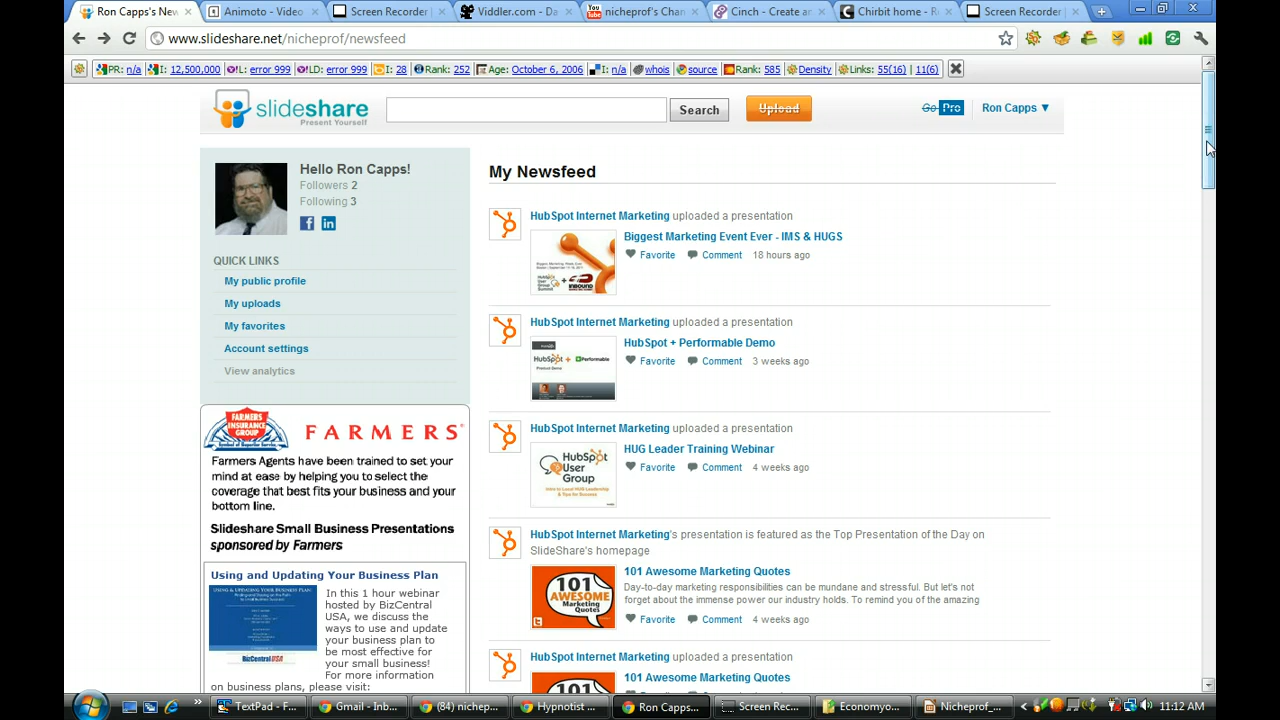 Ron Capps's New
Animoto - Video
Screen Recorder
Viddler.com - Da
nicheprof's Chan
Cinch - Create a
Chirbit home - R
Screen Recorder
www.slideshare.net/nicheprof/newsfeed
PR: n/a
I: 12,500,000
L: error 999
LD: error 999
I: 28
Rank: 252
Age: October 6, 2006
I: n/a
whois
source
Rank: 585
Density
Links: 55(16) | 11(6)
slideshare
Present Yourself
Search
Upload
Go Pro
Ron Capps ▼
Hello Ron Capps!
Followers 2
Following 3
QUICK LINKS
My public profile
My uploads
My favorites
Account settings
View analytics
FARMERS INSURANCE GROUP
FARMERS
Farmers Agents have been trained to set your
mind at ease by helping you to select the
coverage that best fits your business and your
bottom line.
Slideshare Small Business Presentations
sponsored by Farmers
Using and Updating Your Business Plan
In this 1 hour webinar
hosted by BizCentral
USA, we discuss the
ways to use and update
your business plan to
be most effective for
your small business!
For more information
on business plans, please visit:
BizCentralUSA
My Newsfeed
HubSpot Internet Marketing uploaded a presentation
Biggest Marketing Event Ever - IMS & HUGS
Favorite Comment 18 hours ago
HubSpot Internet Marketing uploaded a presentation
HubSpot + Performable Demo
HubSpot + Performable
Favorite Comment 3 weeks ago
HubSpot Internet Marketing uploaded a presentation
HUG Leader Training Webinar
HubSpot
User
Group
Favorite Comment 4 weeks ago
HubSpot Internet Marketing's presentation is featured as the Top Presentation of the Day on
SlideShare's homepage
101 Awesome Marketing Quotes
101
AWESOME
Marketing
Quotes
Day-to-day marketing responsibilities can be mundane and stressful. But let's not
forget about the immense power our industry holds. To remind you of the amazing
Favorite Comment 4 weeks ago
HubSpot Internet Marketing uploaded a presentation
101 Awesome Marketing Quotes
101
TextPad - F...
Gmail - Inb...
(84) nichep...
Hypnotist ...
Ron Capps...
Screen Rec...
Economyo...
Nicheprof_...
11:12 AM